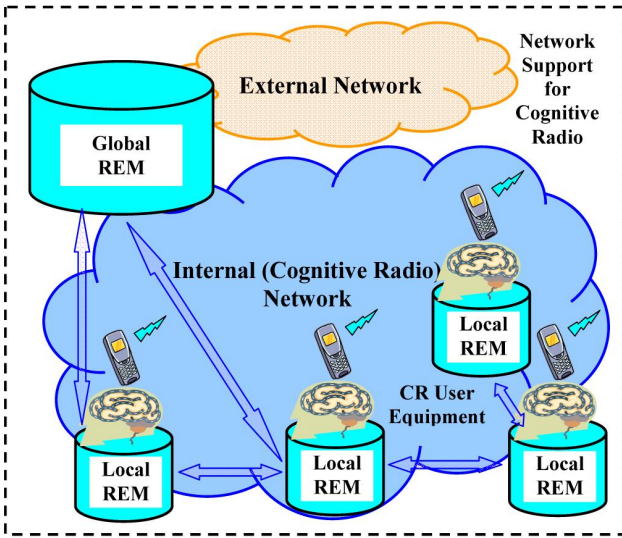 External Network
Network
Support
for
Cognitive
Radio
Global
REM
Internal (Cognitive Radio)
Network
Local
REM
CR User
Equipment
Local
REM
Local
REM
Local
REM